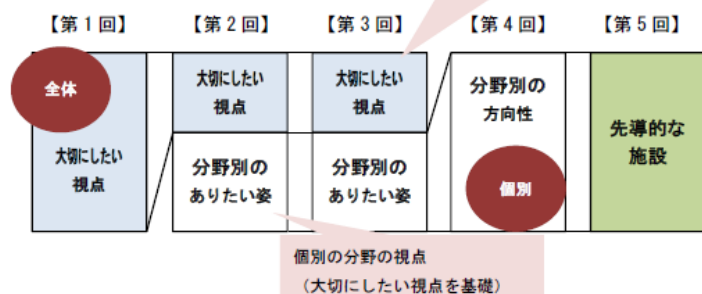 【第１回】 【第２回】 【第３回】 【第４回】 【第５回】
全体
大切にしたい
視点
大切にしたい
視点
分野別の
ありたい姿
大切にしたい
視点
分野別の
ありたい姿
分野別の
方向性
個別
先導的な
施設
個別の分野の視点
（大切にしたい視点を基礎）